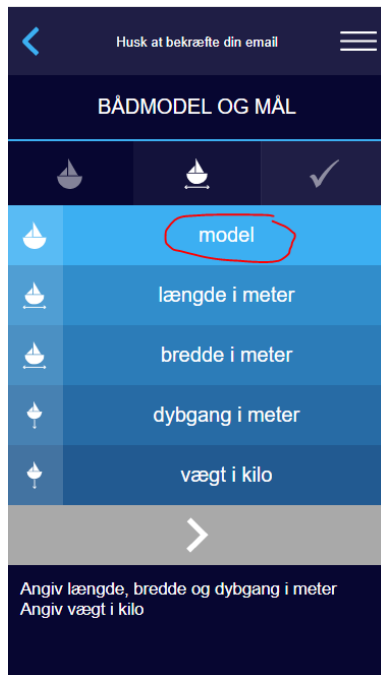 Husk at bekræfte din email
BÅDMODEL OG MÅL
model
længde i meter
bredde i meter
dybgang i meter
vægt i kilo
Angiv længde, bredde og dybgang i meter
Angiv vægt i kilo